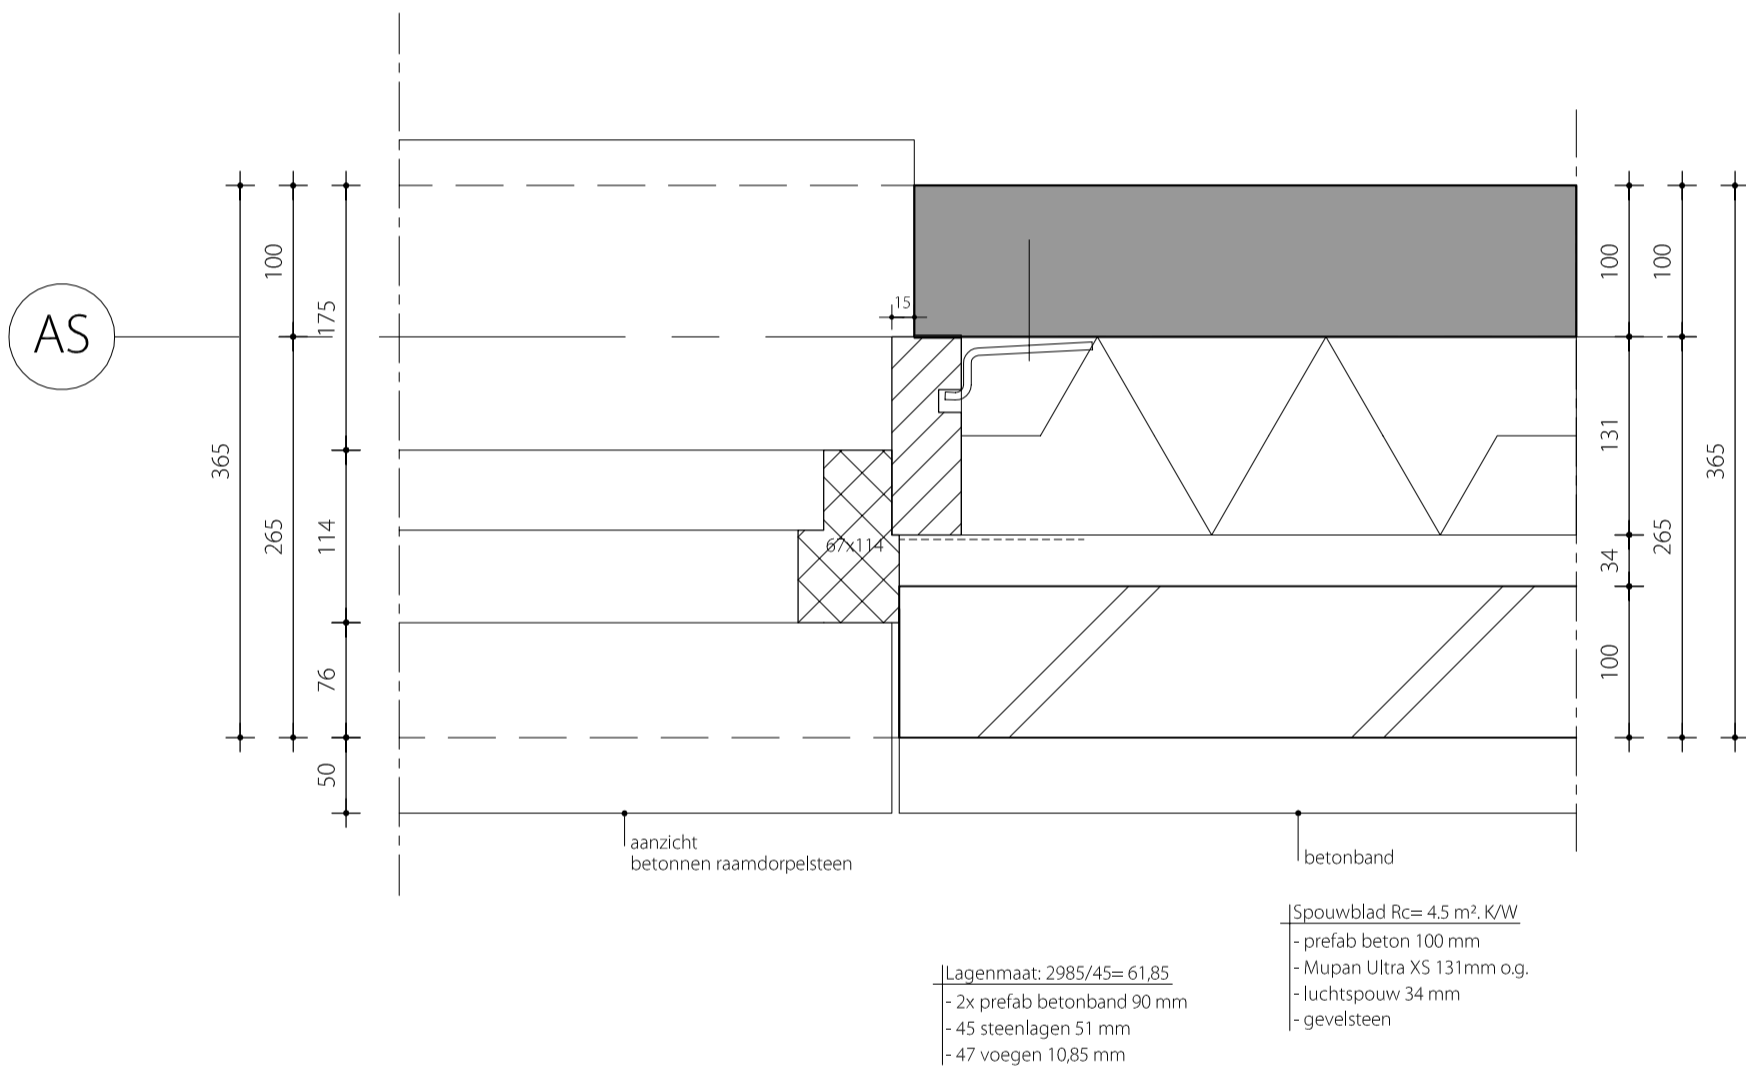 AS
365
100
265
175
114
76
50
15
67x114
100
131
34
100
100
265
365
aanzicht
betonnen raamdorpelsteen
betonband
Spouwblad Rc= 4.5 m². K/W
- prefab beton 100 mm
- Mupan Ultra XS 131mm o.g.
- luchtspouw 34 mm
- gevelsteen
Lagenmaat: 2985/45= 61,85
- 2x prefab betonband 90 mm
- 45 steenlagen 51 mm
- 47 voegen 10,85 mm